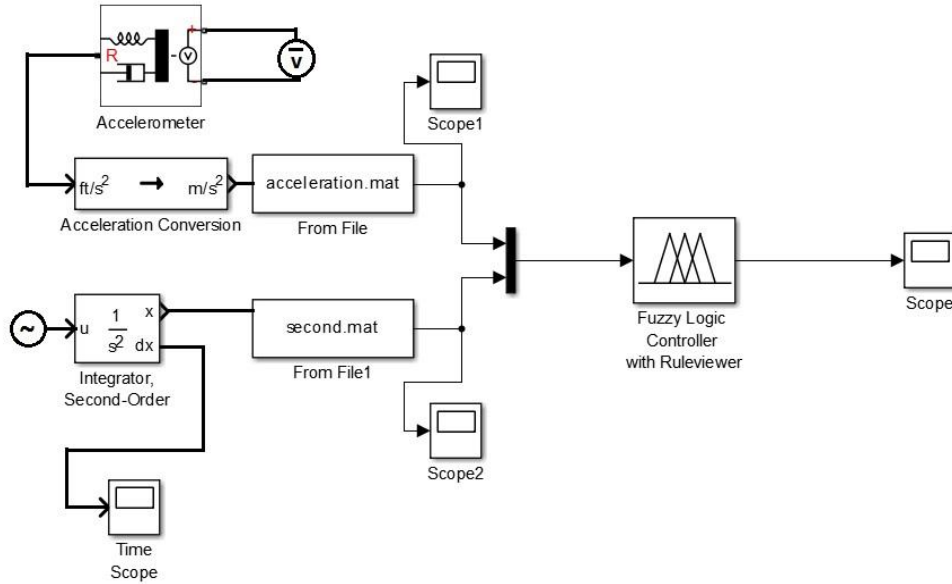 +
R
V
-
Accelerometer
v
Scope1
ft/s² → m/s²
Acceleration Conversion
acceleration.mat
From File
~
u
1
s²
x
dx
Integrator,
Second-Order
second.mat
From File1
Scope2
Time
Scope
Fuzzy Logic
Controller
with Ruleviewer
Scope